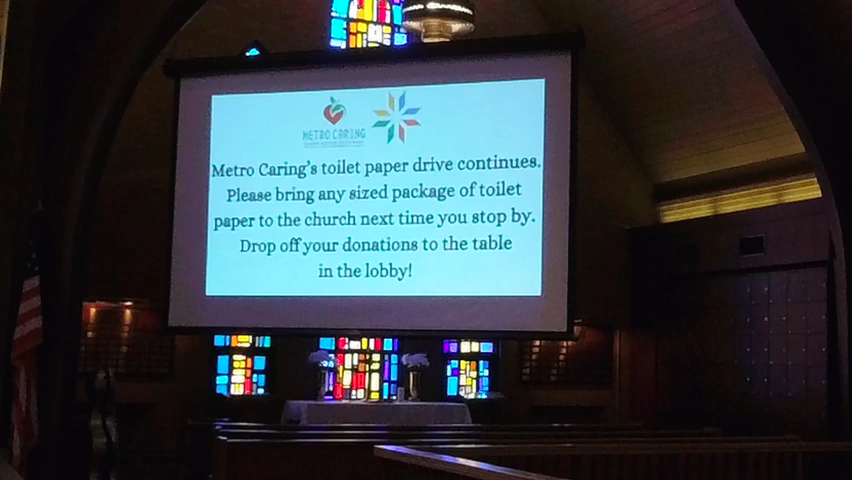 METRO CARING
Metro Caring's toilet paper drive continues.
Please bring any sized package of toilet
paper to the church next time you stop by.
Drop off your donations to the table
in the lobby!